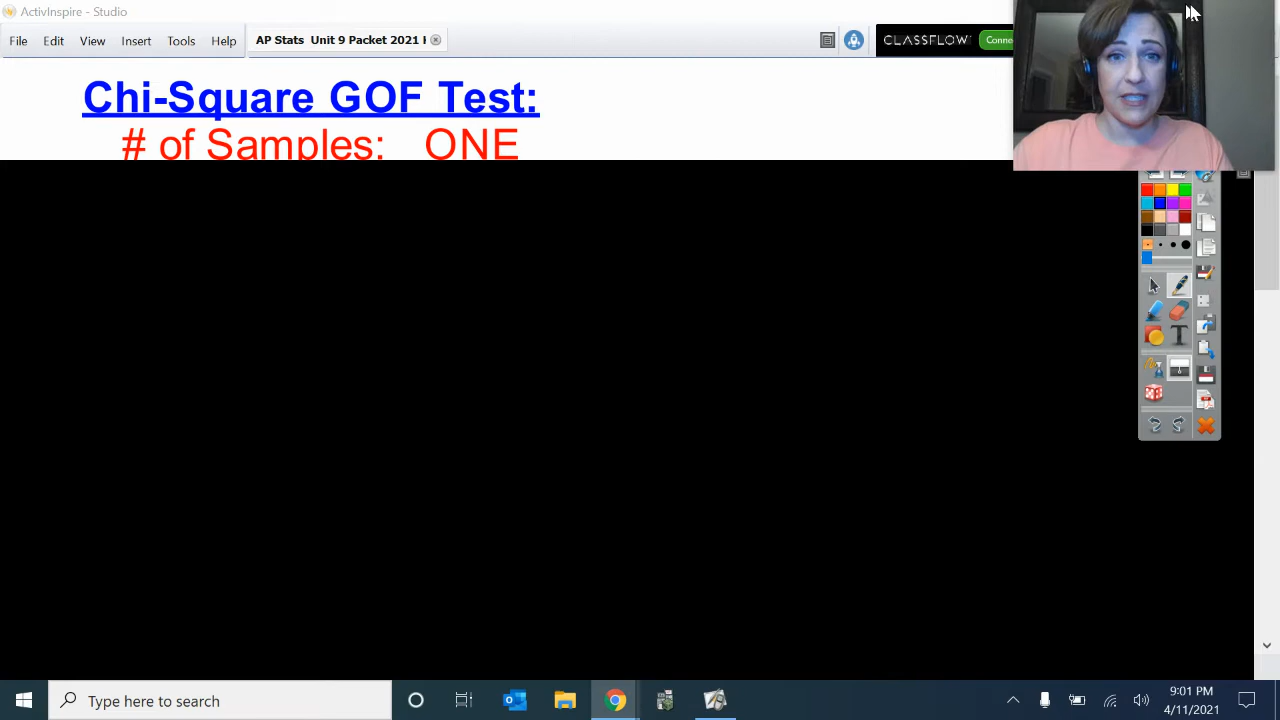 ActivInspire - Studio
File Edit View Insert Tools Help
AP Stats Unit 9 Packet 2021
CLASSFLOW
Chi-Square GOF Test:
# of Samples: ONE
T
Type here to search
9:01 PM
4/11/2021